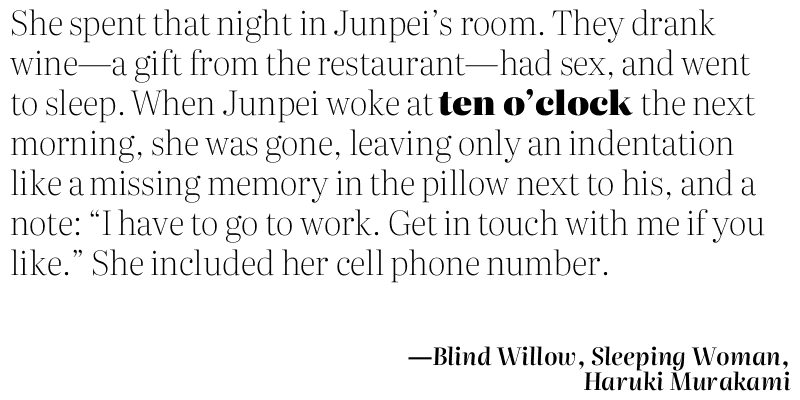 She spent that night in Junpei’s room. They drank
wine—a gift from the restaurant—had sex, and went
to sleep. When Junpei woke at ten o’clock the next
morning, she was gone, leaving only an indentation
like a missing memory in the pillow next to his, and a
note: “I have to go to work. Get in touch with me if you
like.” She included her cell phone number.
—Blind Willow, Sleeping Woman,
Haruki Murakami